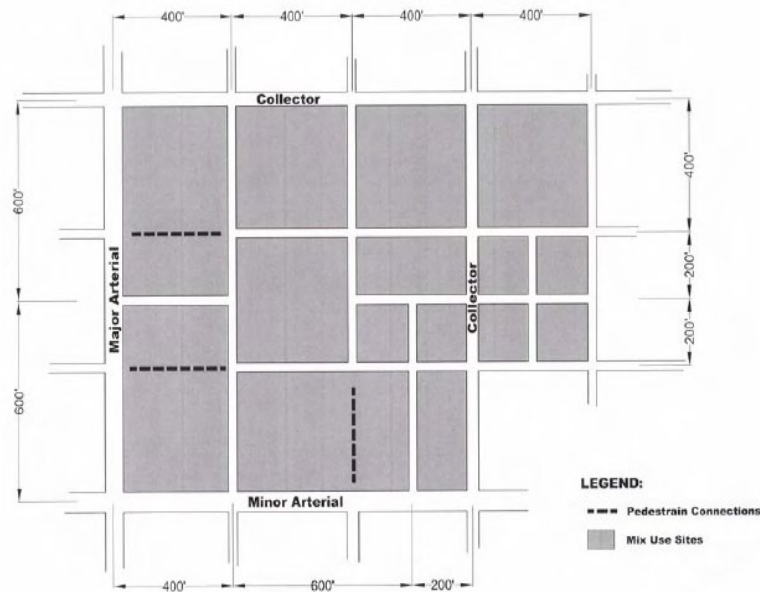 400' 400' 400' 400'
Collector
600'
400'
Major Arterial
Collector
200'
200'
600'
Minor Arterial
LEGEND:
Pedestrain Connections
Mix Use Sites
400' 600' 200'